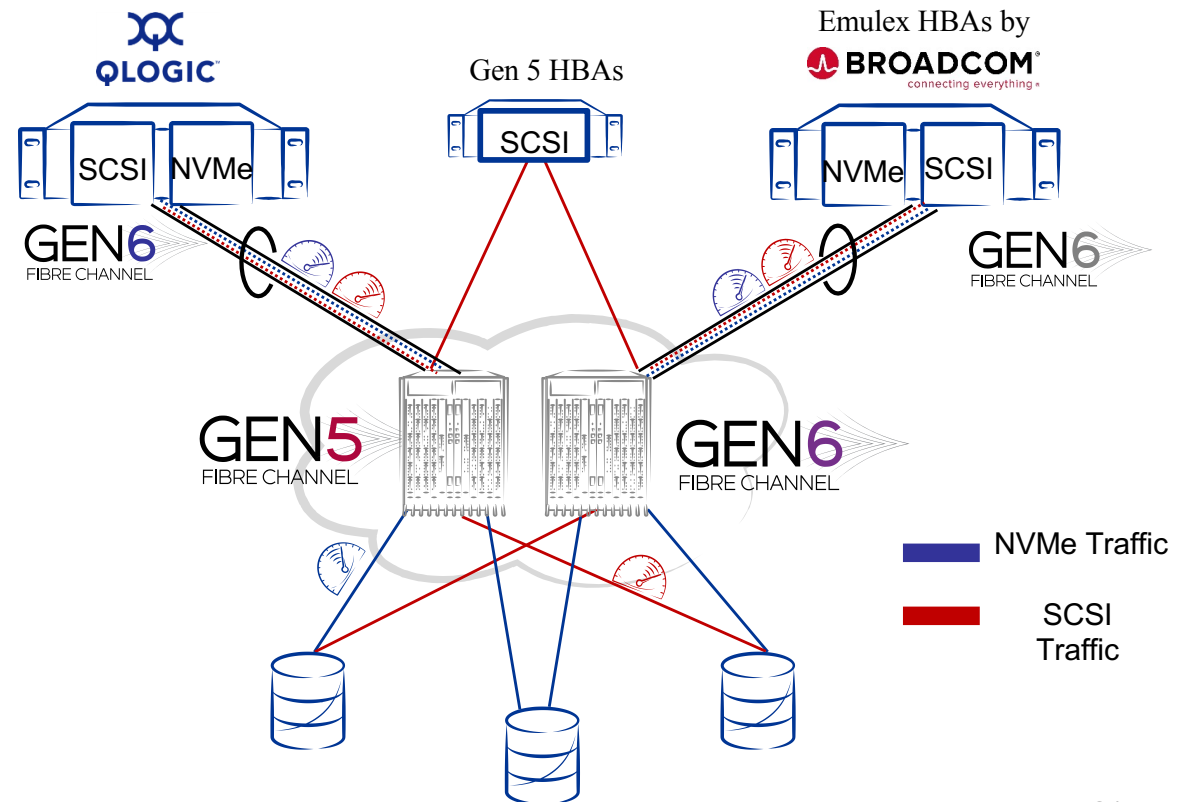 QLOGIC
Emulex HBAs by
BROADCOM®
connecting everything®
Gen 5 HBAs
SCSI
NVMe
SCSI
NVMe
SCSI
GEN6
FIBRE CHANNEL
GEN6
FIBRE CHANNEL
GEN5
FIBRE CHANNEL
GEN6
FIBRE CHANNEL
NVMe Traffic
SCSI
Traffic